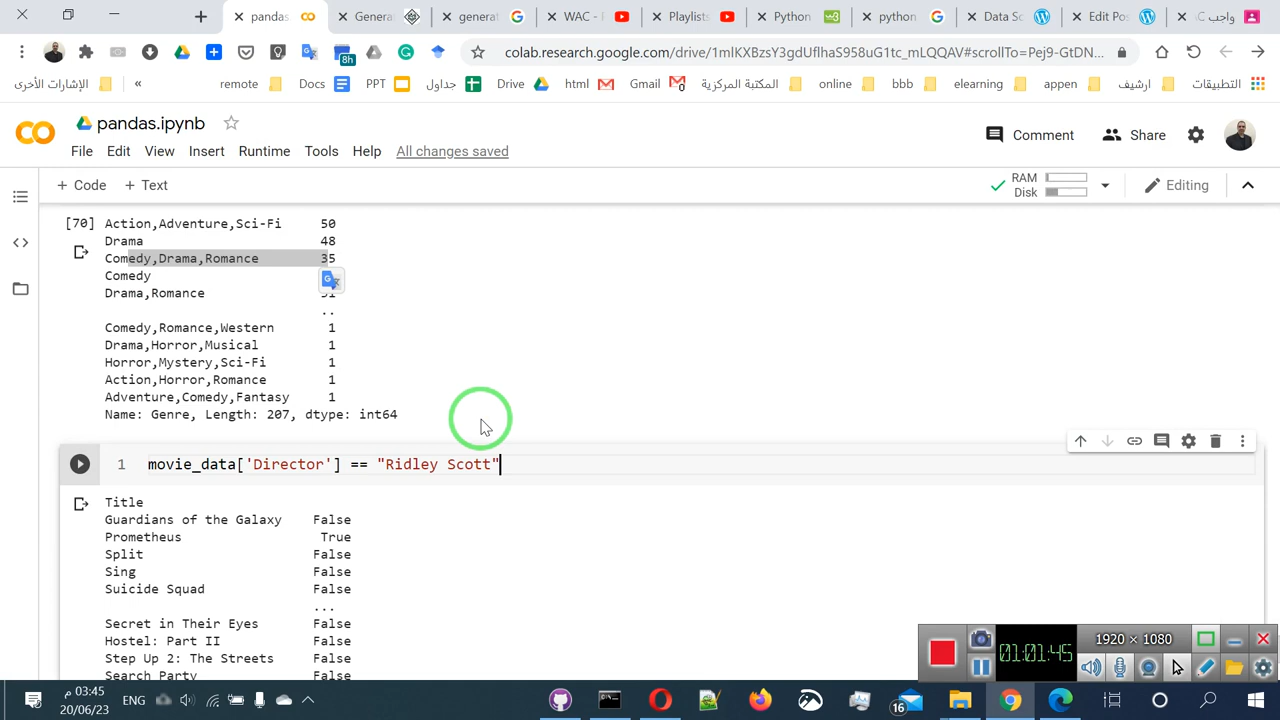 pandas
General
generat
WAC - F
Playlists
Python
python
Data Sc
Edit Pos
واجب C
8h
colab.research.google.com/drive/1mlKXBzsY3gdUflhaS958uG1tc_mLQQAV#scrollTo=Pej9-GtDN...
الإشارات الأخرى
«
remote
Docs
PPT
جداول
Drive
html
Gmail
المكتبة المركزية
online
bbb
elearning
appen
ارشيف
التطبيقات
pandas.ipynb
Comment
Share
File Edit View Insert Runtime Tools Help All changes saved
+ Code + Text
RAM
Disk
Editing
[70] Action,Adventure,Sci-Fi 50
Drama 48
Comedy,Drama,Romance 35
Comedy
Drama,Romance 31
..
Comedy,Romance,Western 1
Drama,Horror,Musical 1
Horror,Mystery,Sci-Fi 1
Action,Horror,Romance 1
Adventure,Comedy,Fantasy 1
Name: Genre, Length: 207, dtype: int64
1 movie_data['Director'] == "Ridley Scott"
Title
Guardians of the Galaxy False
Prometheus True
Split False
Sing False
Suicide Squad False
...
Secret in Their Eyes False
Hostel: Part II False
Step Up 2: The Streets False
Search Party False
01:01:45
1920 × 1080
03:45 م
20/06/23
ENG
16